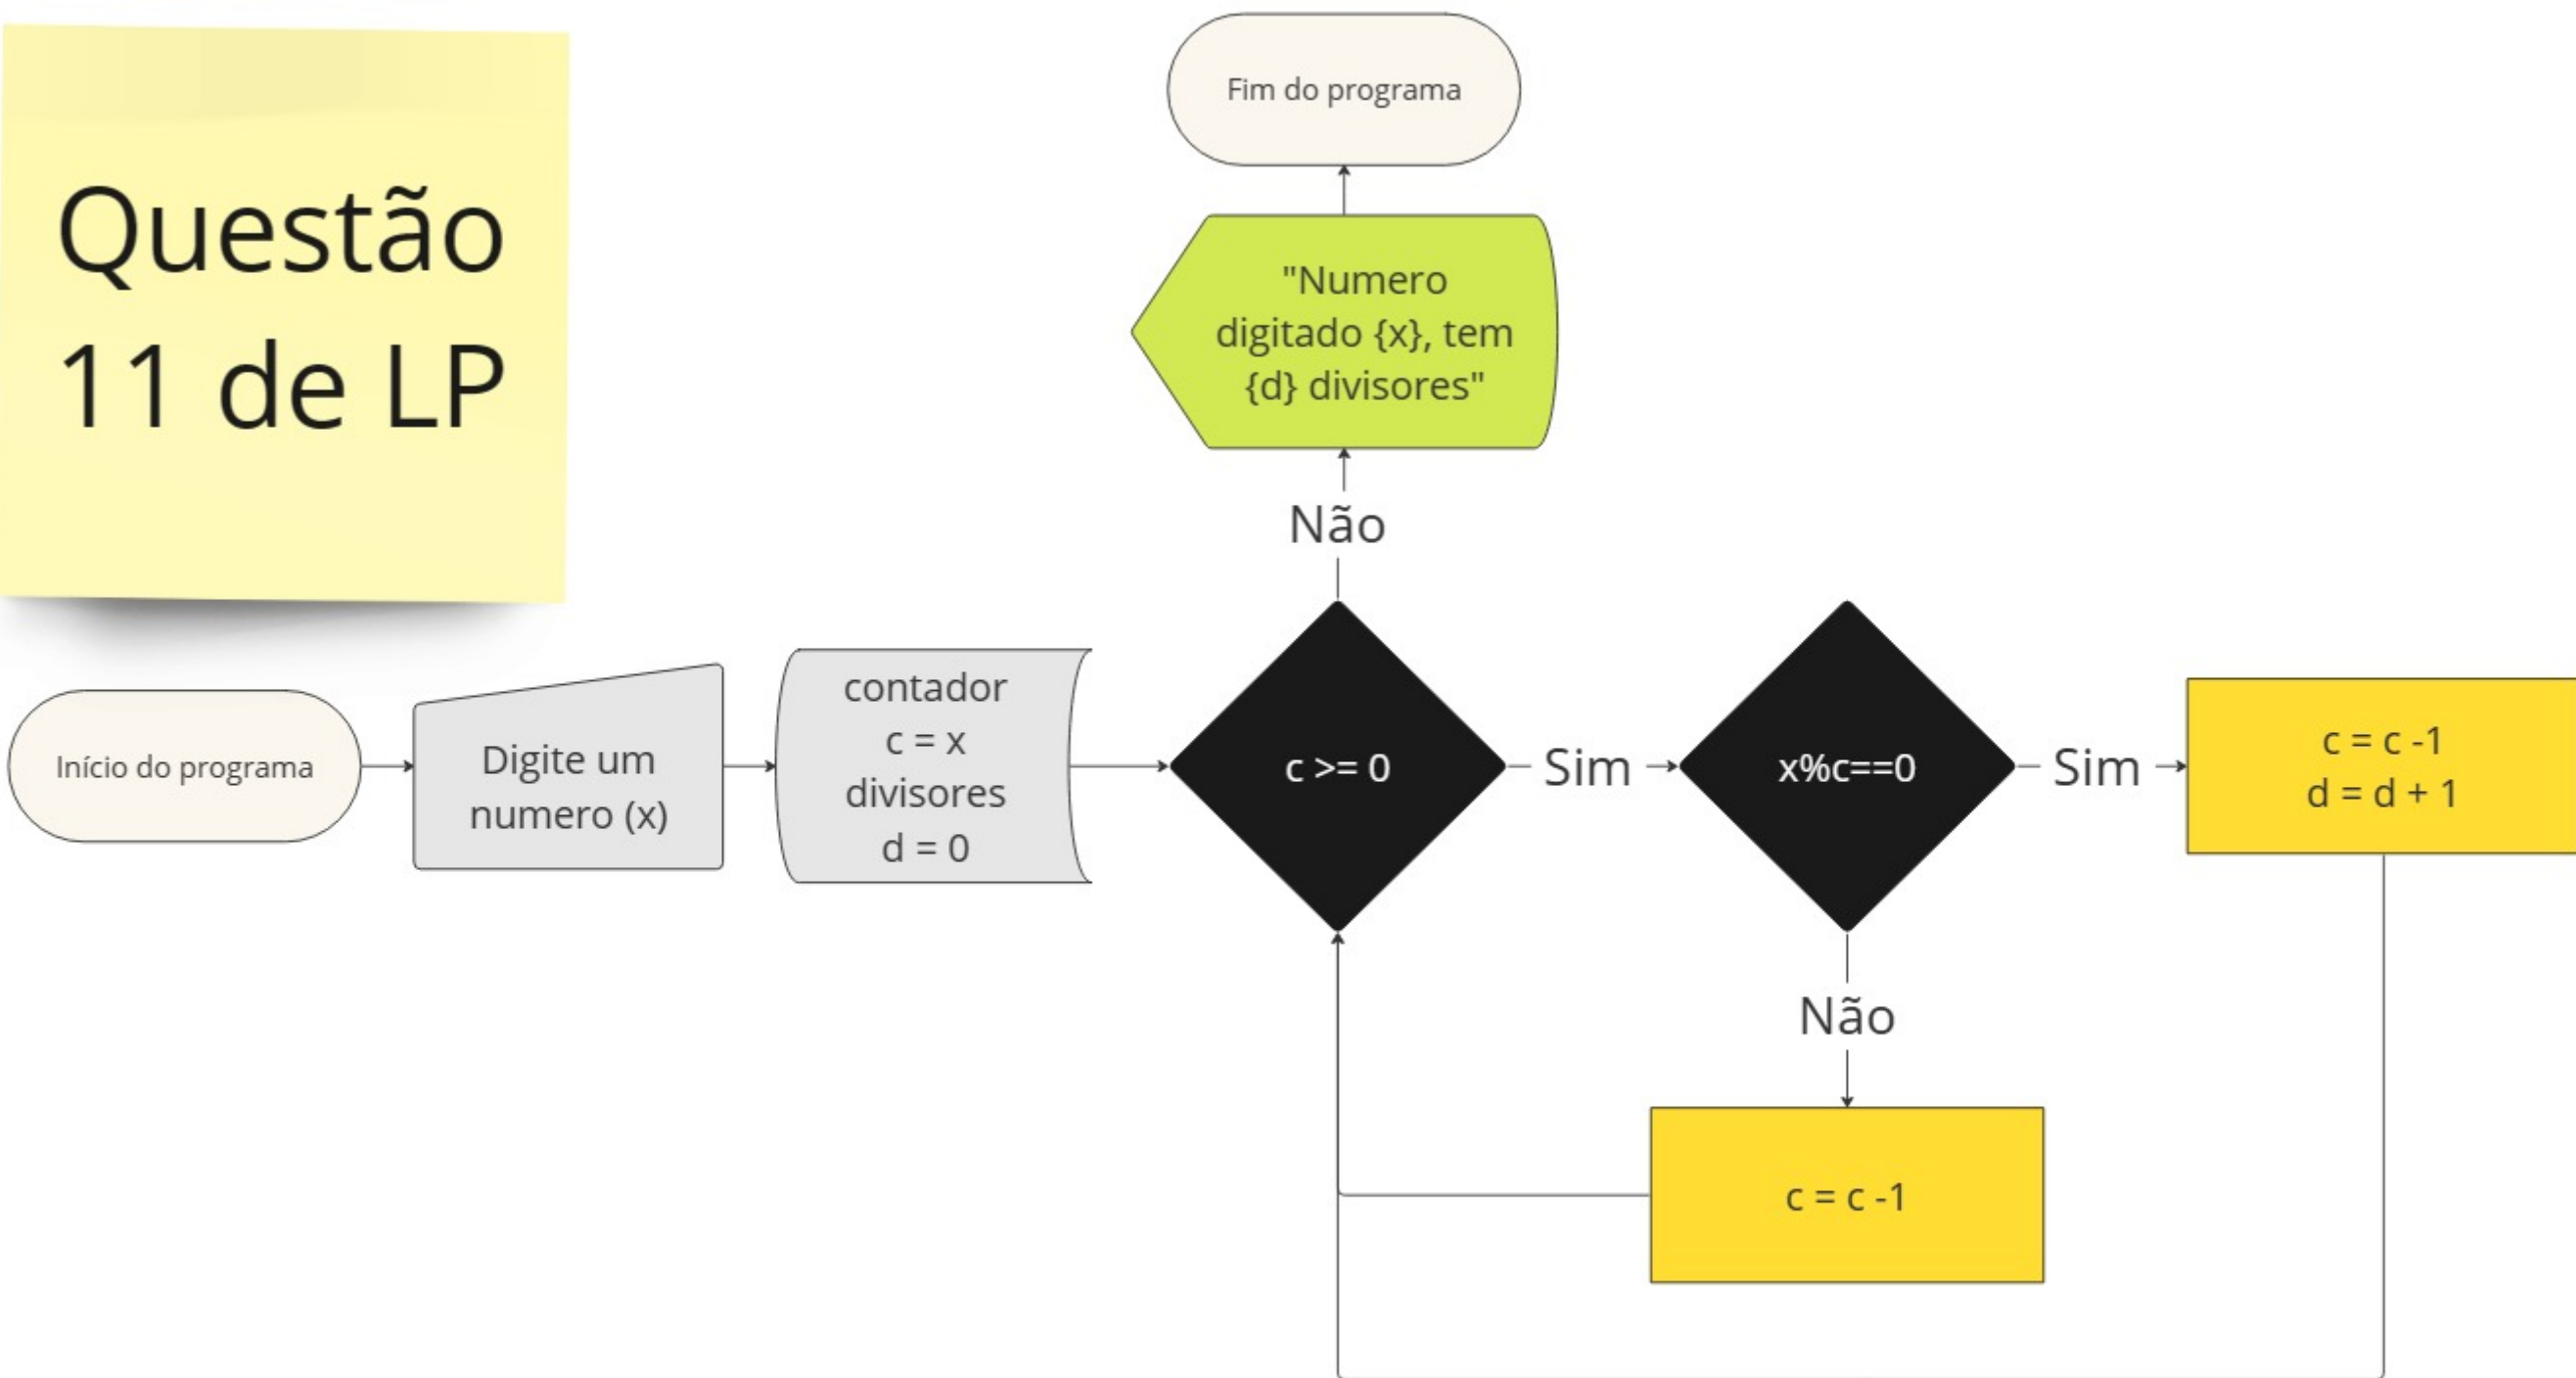 Questão
11 de LP
Fim do programa
"Numero
digitado {x}, tem
{d} divisores"
Não
Início do programa
Digite um
numero (x)
contador
c = x
divisores
d = 0
c >= 0
Sim
x%c==0
Sim
c = c -1
d = d + 1
Não
c = c -1